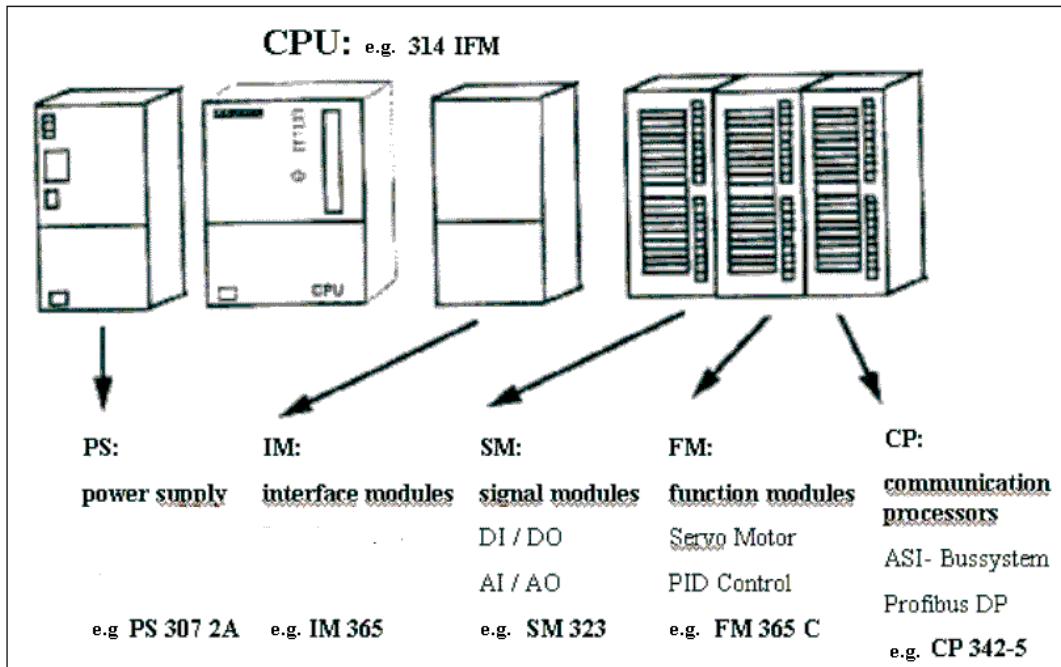 CPU: e.g. 314 IFM
CPU
PS:
power supply
e.g PS 307 2A
IM:
interface modules
e.g. IM 365
SM:
signal modules
DI / DO
AI / AO
e.g. SM 323
FM:
function modules
Servo Motor
PID Control
e.g. FM 365 C
CP:
communication
processors
ASI- Bussystem
Profibus DP
e.g. CP 342-5